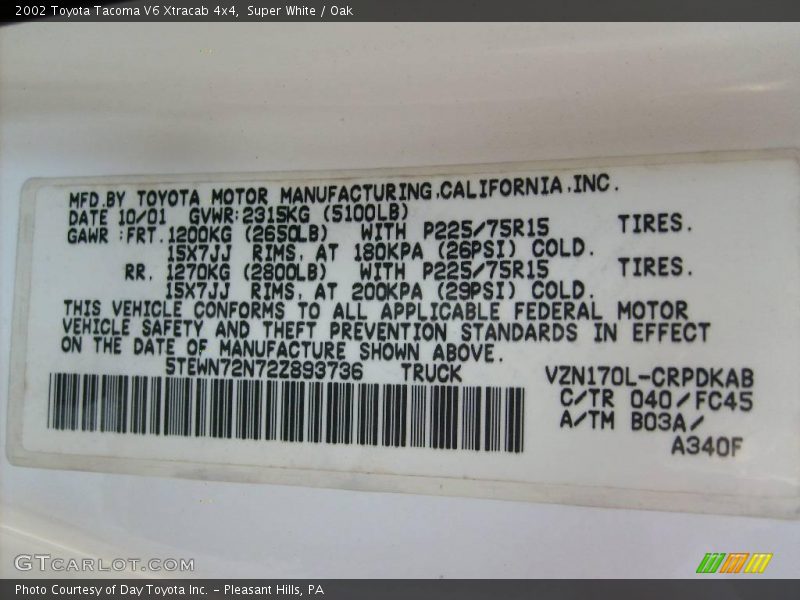 2002 Toyota Tacoma V6 Xtracab 4x4,  Super White / Oak
MFD.BY TOYOTA MOTOR MANUFACTURING,CALIFORNIA,INC.
DATE 10/01 GVWR:2315KG (5100LB)
GAWR :FRT.1200KG (2650LB) WITH P225/75R15 TIRES.
15X7JJ RIMS, AT 180KPA (26PSI) COLD.
RR. 1270KG (2800LB) WITH P225/75R15 TIRES.
15X7JJ RIMS, AT 200KPA (29PSI) COLD.
THIS VEHICLE CONFORMS TO ALL APPLICABLE FEDERAL MOTOR
VEHICLE SAFETY AND THEFT PREVENTION STANDARDS IN EFFECT
ON THE DATE OF MANUFACTURE SHOWN ABOVE.
5TEWN72N72Z893736 TRUCK VZN170L-CRPDKAB
C/TR 040/FC45
A/TM B03A/
A340F
GTCARLOT.COM
Photo Courtesy of Day Toyota Inc. - Pleasant Hills, PA